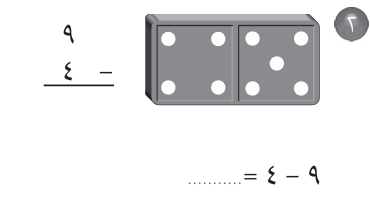 ٢
٩
٤ –
٩ – ٤ = ...........